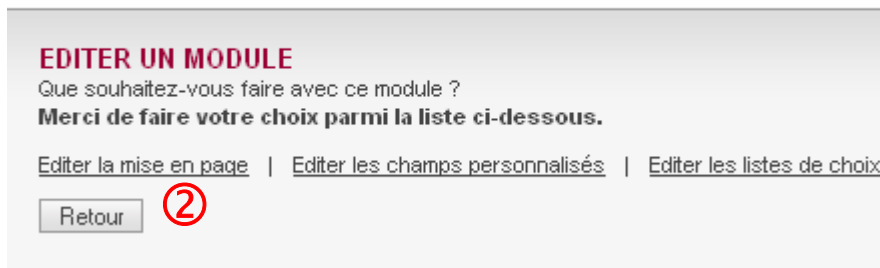 EDITER UN MODULE
Que souhaitez-vous faire avec ce module ?
Merci de faire votre choix parmi la liste ci-dessous.
Editer la mise en page | Editer les champs personnalisés | Editer les listes de choix
Retour ②